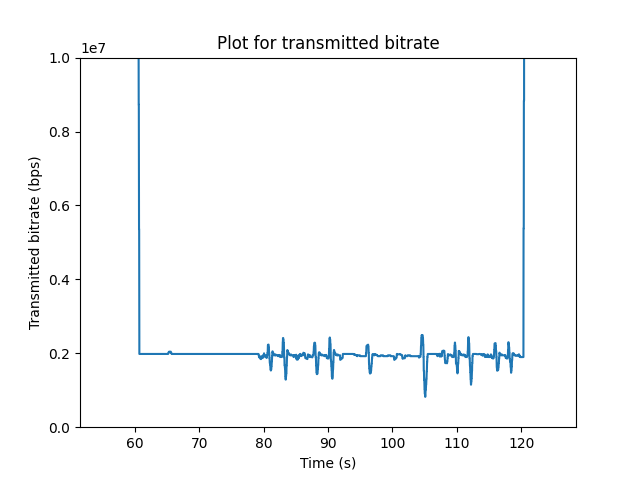 Plot for transmitted bitrate
1e7
1.0
0.8
0.6
0.4
0.2
0.0
Transmitted bitrate (bps)
60 70 80 90 100 110 120
Time (s)